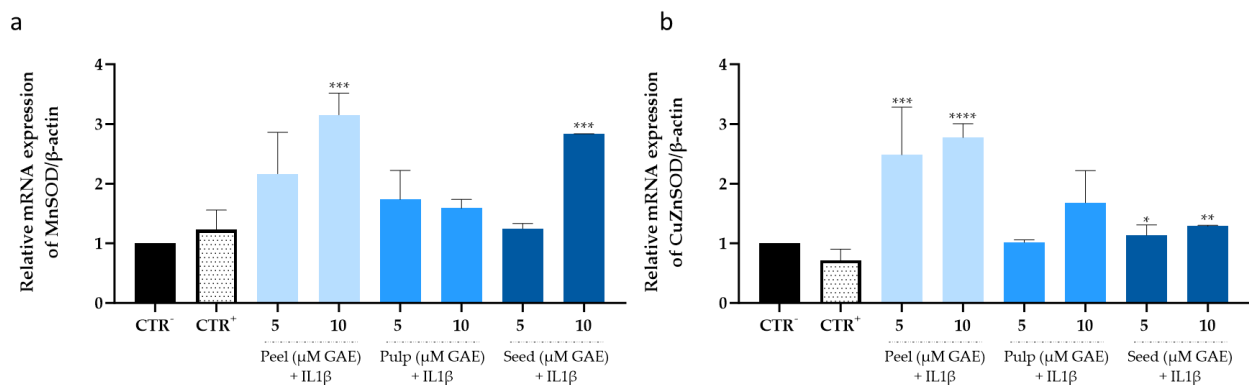 a
Relative mRNA expression
of MnSOD/β-actin
4
3
2
1
0
***
***
CTR⁻
CTR⁺
5
10
5
10
5
10
Peel (μM GAE)
+ IL1β
Pulp (μM GAE)
+ IL1β
Seed (μM GAE)
+ IL1β
b
Relative mRNA expression
of CuZnSOD/β-actin
4
3
2
1
0
***
****
*
**
CTR⁻
CTR⁺
5
10
5
10
5
10
Peel (μM GAE)
+ IL1β
Pulp (μM GAE)
+ IL1β
Seed (μM GAE)
+ IL1β